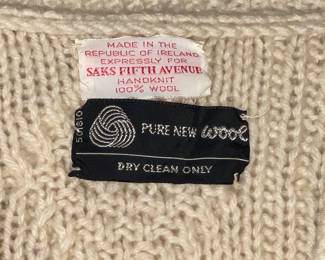 MADE IN THE
REPUBLIC OF IRELAND
EXPRESSLY FOR
SAKS FIFTH AVENUE
HANDKNIT
100% WOOL
PURE NEW wool
DRY CLEAN ONLY